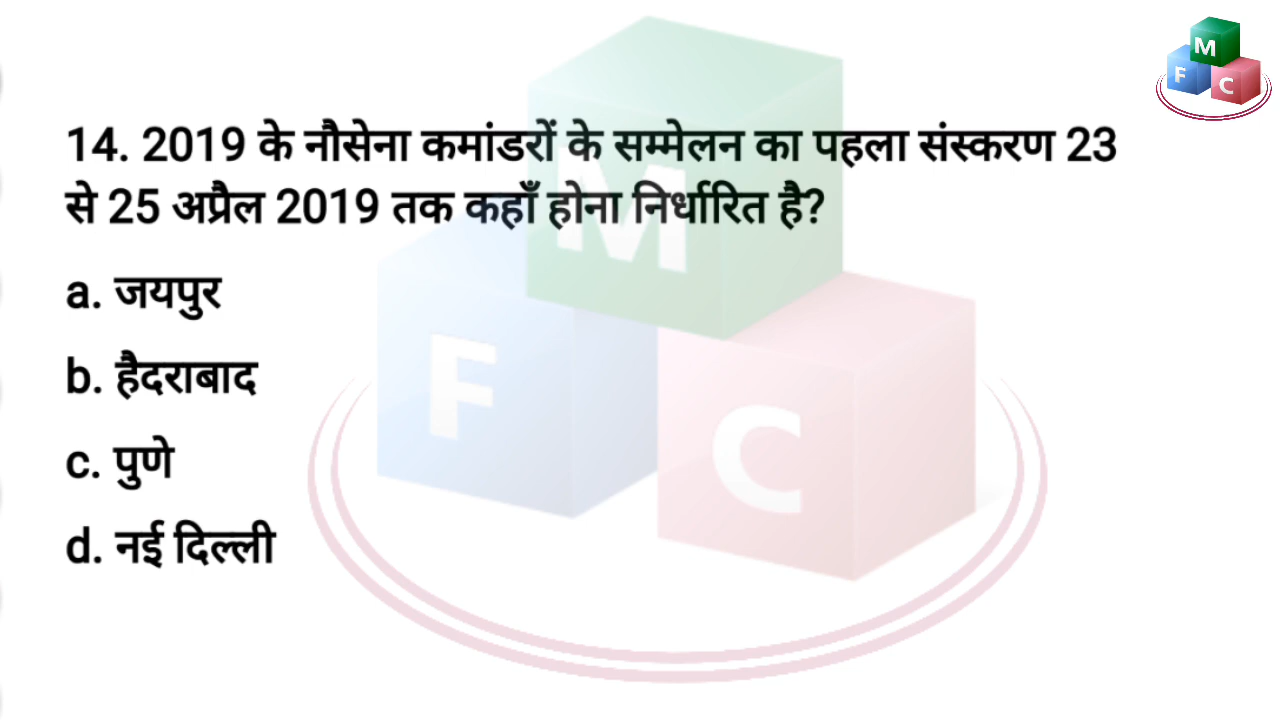 14. 2019 के नौसेना कमांडरों के सम्मेलन का पहला संस्करण 23
से 25 अप्रैल 2019 तक कहाँ होना निर्धारित है?
a. जयपुर
b. हैदराबाद
c. पुणे
d. नई दिल्ली
M
F
C
M
F
C